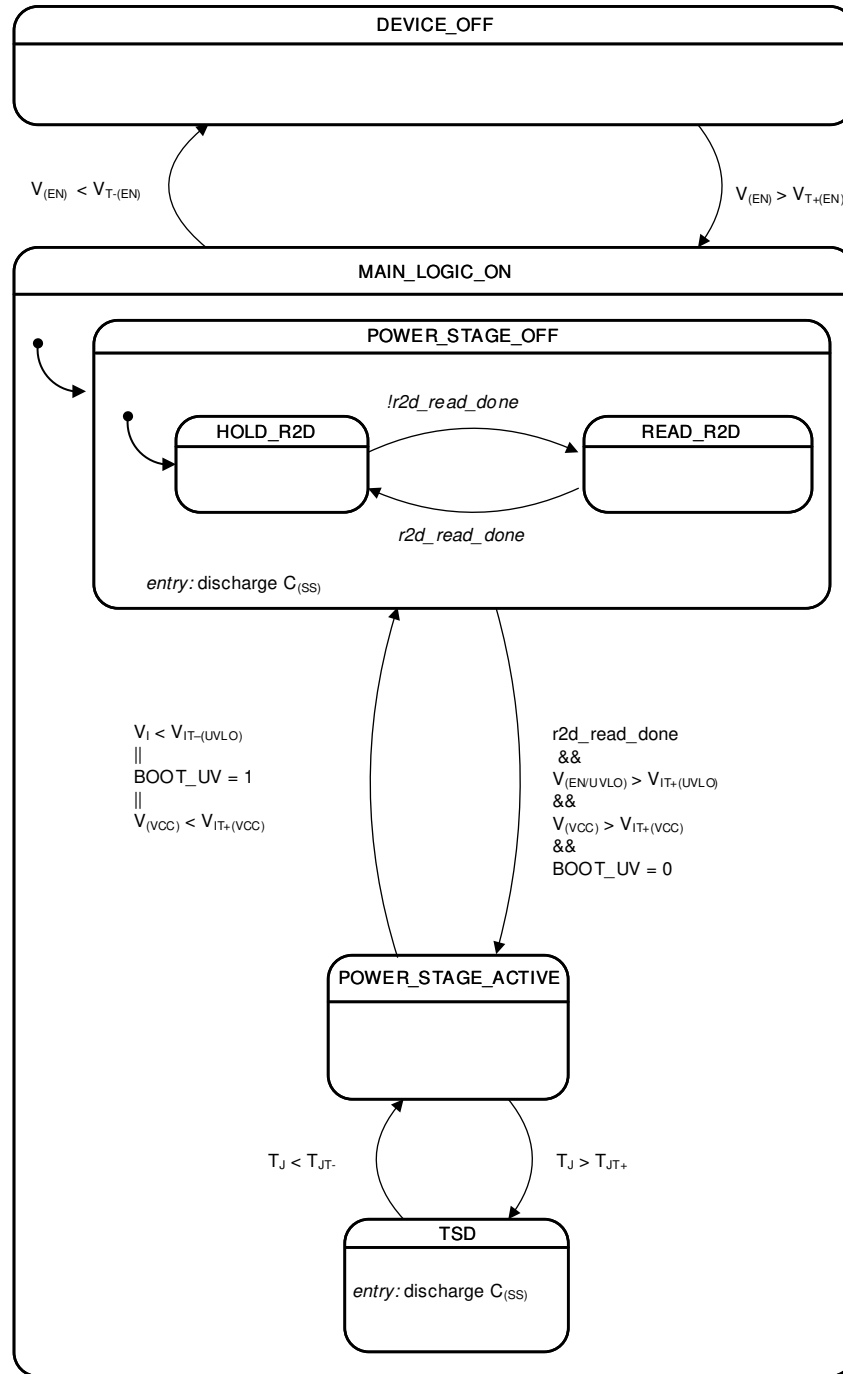 DEVICE_OFF
V(EN) < VT-(EN)
V(EN) > VT+(EN)
MAIN_LOGIC_ON
POWER_STAGE_OFF
!r2d_read_done
HOLD_R2D
READ_R2D
r2d_read_done
entry: discharge C(SS)
VI < VIT–(UVLO)
||
BOOT_UV = 1
||
V(VCC) < VIT+(VCC)
r2d_read_done
&&
V(EN/UVLO) > VIT+(UVLO)
&&
V(VCC) > VIT+(VCC)
&&
BOOT_UV = 0
POWER_STAGE_ACTIVE
TJ < TJT-
TJ > TJT+
TSD
entry: discharge C(SS)